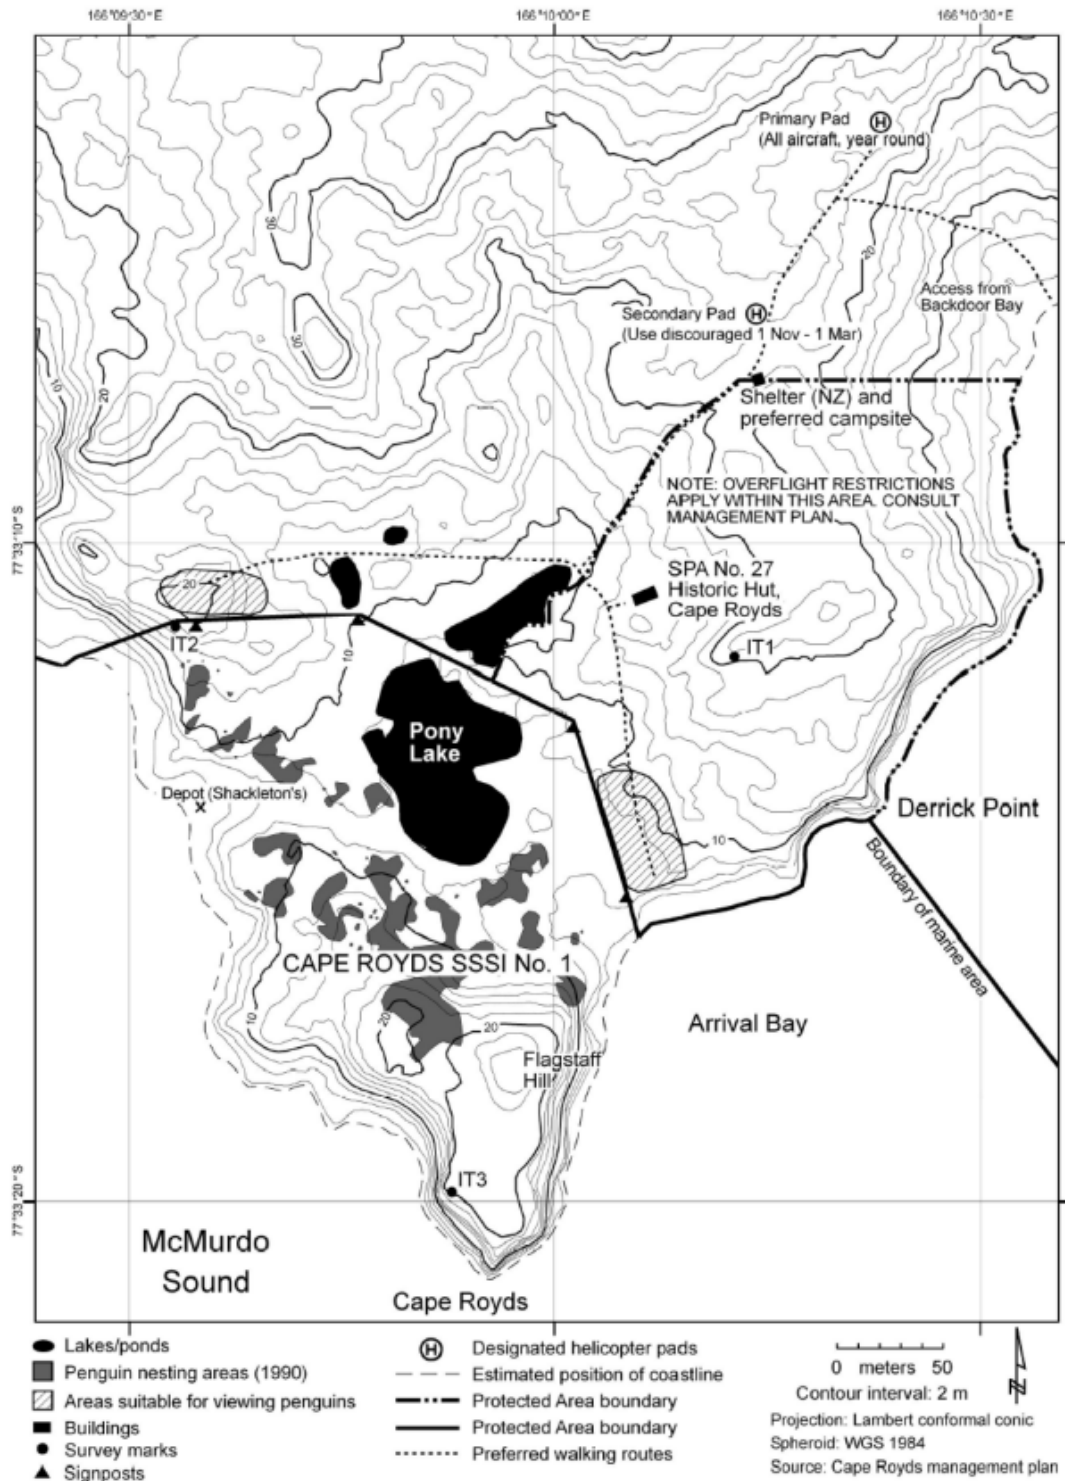 166°09'30" E
166°10'00" E
166°10'30" E
Primary Pad
(All aircraft, year round)
30
20
Access from
Backdoor Bay
Secondary Pad
(Use discouraged 1 Nov - 1 Mar)
30
10
20
Shelter (NZ) and
preferred campsite
NOTE: OVERFLIGHT RESTRICTIONS
APPLY WITHIN THIS AREA. CONSULT
MANAGEMENT PLAN
77°33'10" S
20
SPA No. 27
Historic Hut,
Cape Royds
IT2
10
IT1
Pony
Lake
Depot (Shackleton's)
Derrick Point
10
Boundary of marine area
CAPE ROYDS SSSI No. 1
10
20
20
Arrival Bay
Flagstaff
Hill
IT3
77°33'20" S
McMurdo
Sound
Cape Royds
Lakes/ponds
Penguin nesting areas (1990)
Areas suitable for viewing penguins
Buildings
Survey marks
Signposts
H Designated helicopter pads
Estimated position of coastline
Protected Area boundary
Protected Area boundary
Preferred walking routes
0 meters 50
Contour interval: 2 m
N
Projection: Lambert conformal conic
Spheroid: WGS 1984
Source: Cape Royds management plan